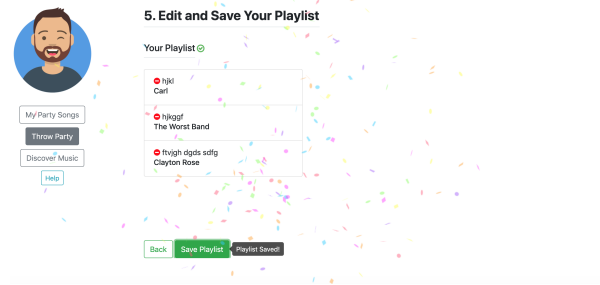 5. Edit and Save Your Playlist
Your Playlist
hjkl
Carl
hjkggf
The Worst Band
ftvjgh dgds sdfg
Clayton Rose
My Party Songs
Throw Party
Discover Music
Help
Back
Save Playlist
Playlist Saved!